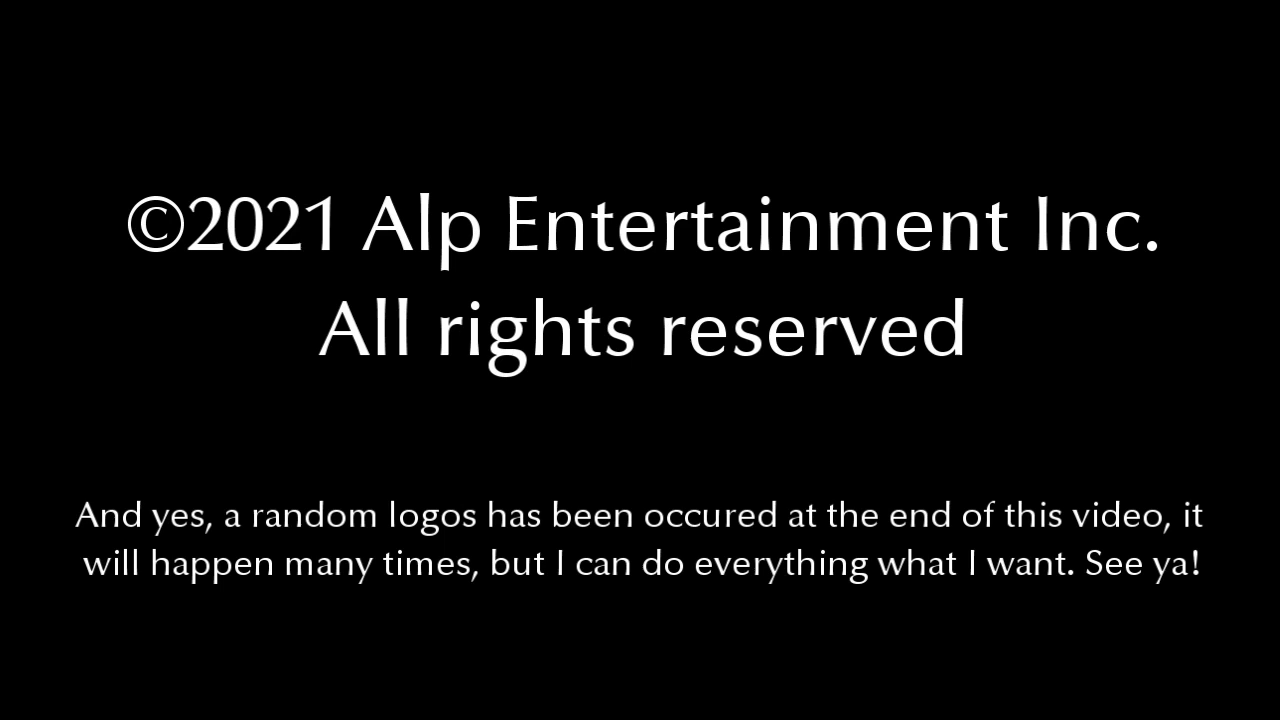 ©2021 Alp Entertainment Inc.
All rights reserved
And yes, a random logos has been occured at the end of this video, it
will happen many times, but I can do everything what I want. See ya!